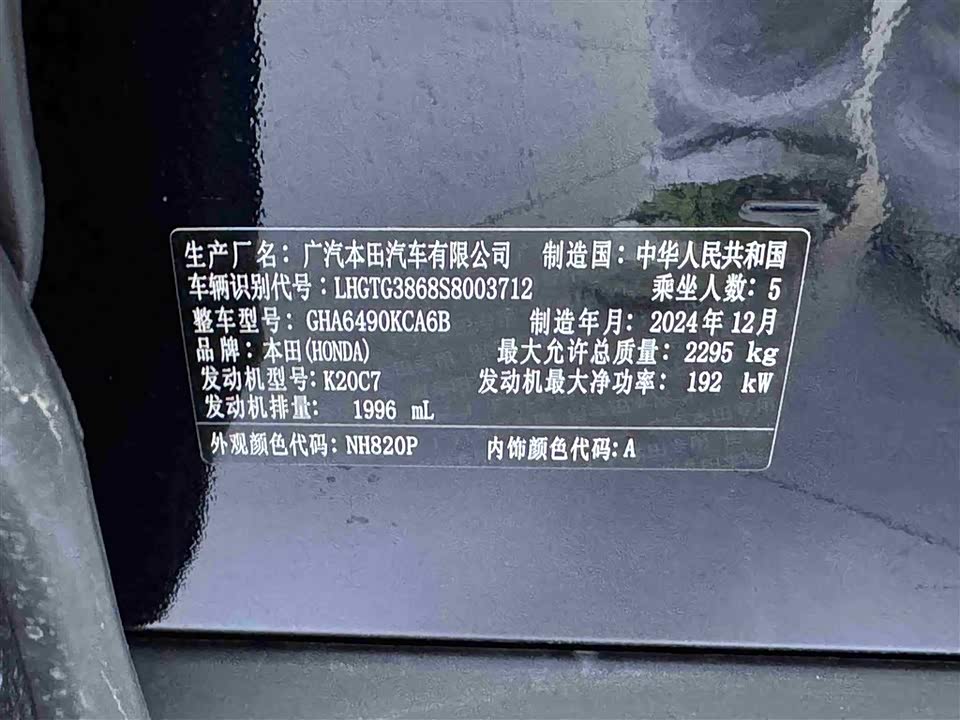 生产厂名：广汽本田汽车有限公司 制造国：中华人民共和国
车辆识别代号：LHGTG3868S8003712 乘坐人数：5
整车型号：GHA6490KCA6B 制造年月：2024年12月
品牌：本田(HONDA) 最大允许总质量：2295 kg
发动机型号：K20C7 发动机最大净功率：192 kW
发动机排量：1996 mL
外观颜色代码：NH820P 内饰颜色代码：A